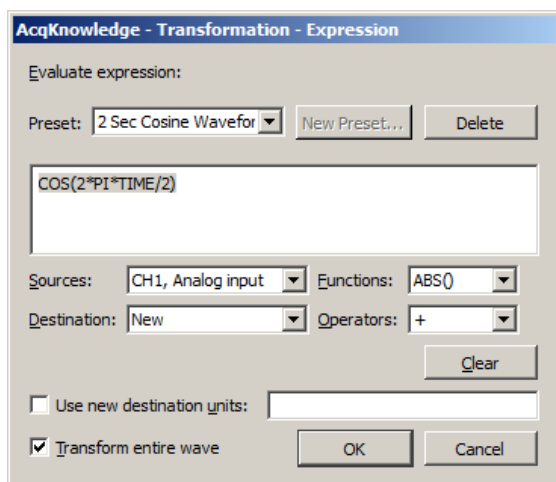 AcqKnowledge - Transformation - Expression
Evaluate expression:
Preset: 2 Sec Cosine Wavefor New Preset... Delete
COS(2*PI*TIME/2)
Sources: CH1, Analog input Functions: ABS()
Destination: New Operators: +
Clear
Use new destination units:
Transform entire wave OK Cancel